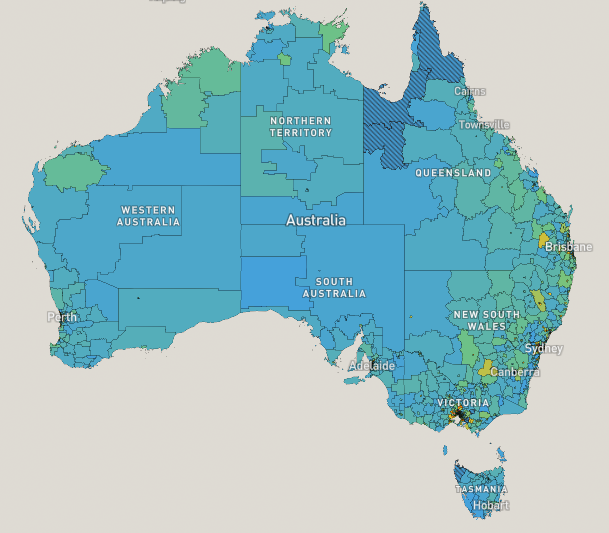 Cairns
Townsville
NORTHERN
TERRITORY
QUEENSLAND
WESTERN
AUSTRALIA
Australia
Brisbane
SOUTH
AUSTRALIA
Perth
NEW SOUTH
WALES
Sydney
Adelaide
Canberra
VICTORIA
TASMANIA
Hobart